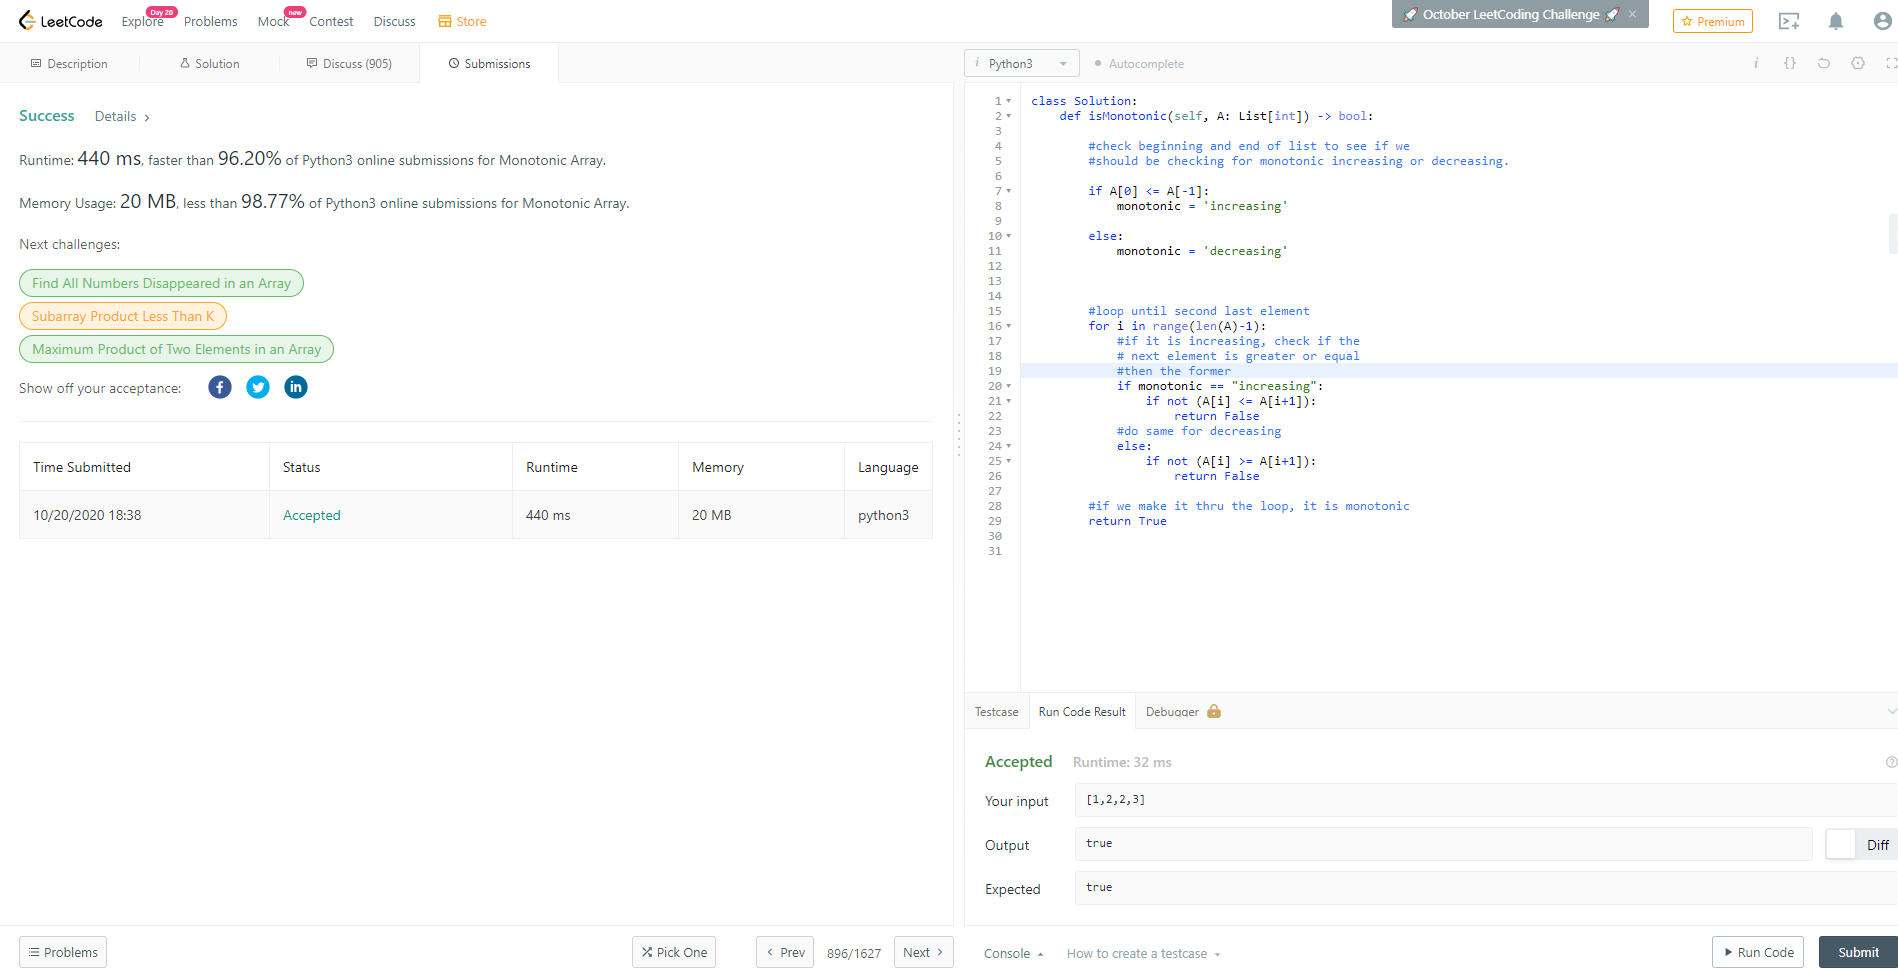 LeetCode
Explore
Day 20
Problems
Mock
new
Contest
Discuss
Store
🚀 October LeetCoding Challenge 🚀 ×
Premium
Description
Solution
Discuss (905)
Submissions
i Python3
Autocomplete
i {}
Success Details >
Runtime: 440 ms, faster than 96.20% of Python3 online submissions for Monotonic Array.
Memory Usage: 20 MB, less than 98.77% of Python3 online submissions for Monotonic Array.
Next challenges:
Find All Numbers Disappeared in an Array
Subarray Product Less Than K
Maximum Product of Two Elements in an Array
Show off your acceptance:
Time Submitted Status Runtime Memory Language
10/20/2020 18:38 Accepted 440 ms 20 MB python3
1 class Solution:
2     def isMonotonic(self, A: List[int]) -> bool:
3
4         #check beginning and end of list to see if we
5         #should be checking for monotonic increasing or decreasing.
6
7         if A[0] <= A[-1]:
8             monotonic = 'increasing'
9
10         else:
11             monotonic = 'decreasing'
12
13
14
15         #loop until second last element
16         for i in range(len(A)-1):
17             #if it is increasing, check if the
18             # next element is greater or equal
19             #then the former
20             if monotonic == "increasing":
21                 if not (A[i] <= A[i+1]):
22                     return False
23             #do same for decreasing
24             else:
25                 if not (A[i] >= A[i+1]):
26                     return False
27
28         #if we make it thru the loop, it is monotonic
29         return True
30
31
Testcase
Run Code Result
Debugger
Accepted Runtime: 32 ms
Your input [1,2,2,3]
Output true
Diff
Expected true
Problems
Pick One
< Prev
896/1627
Next >
Console
How to create a testcase
Run Code
Submit